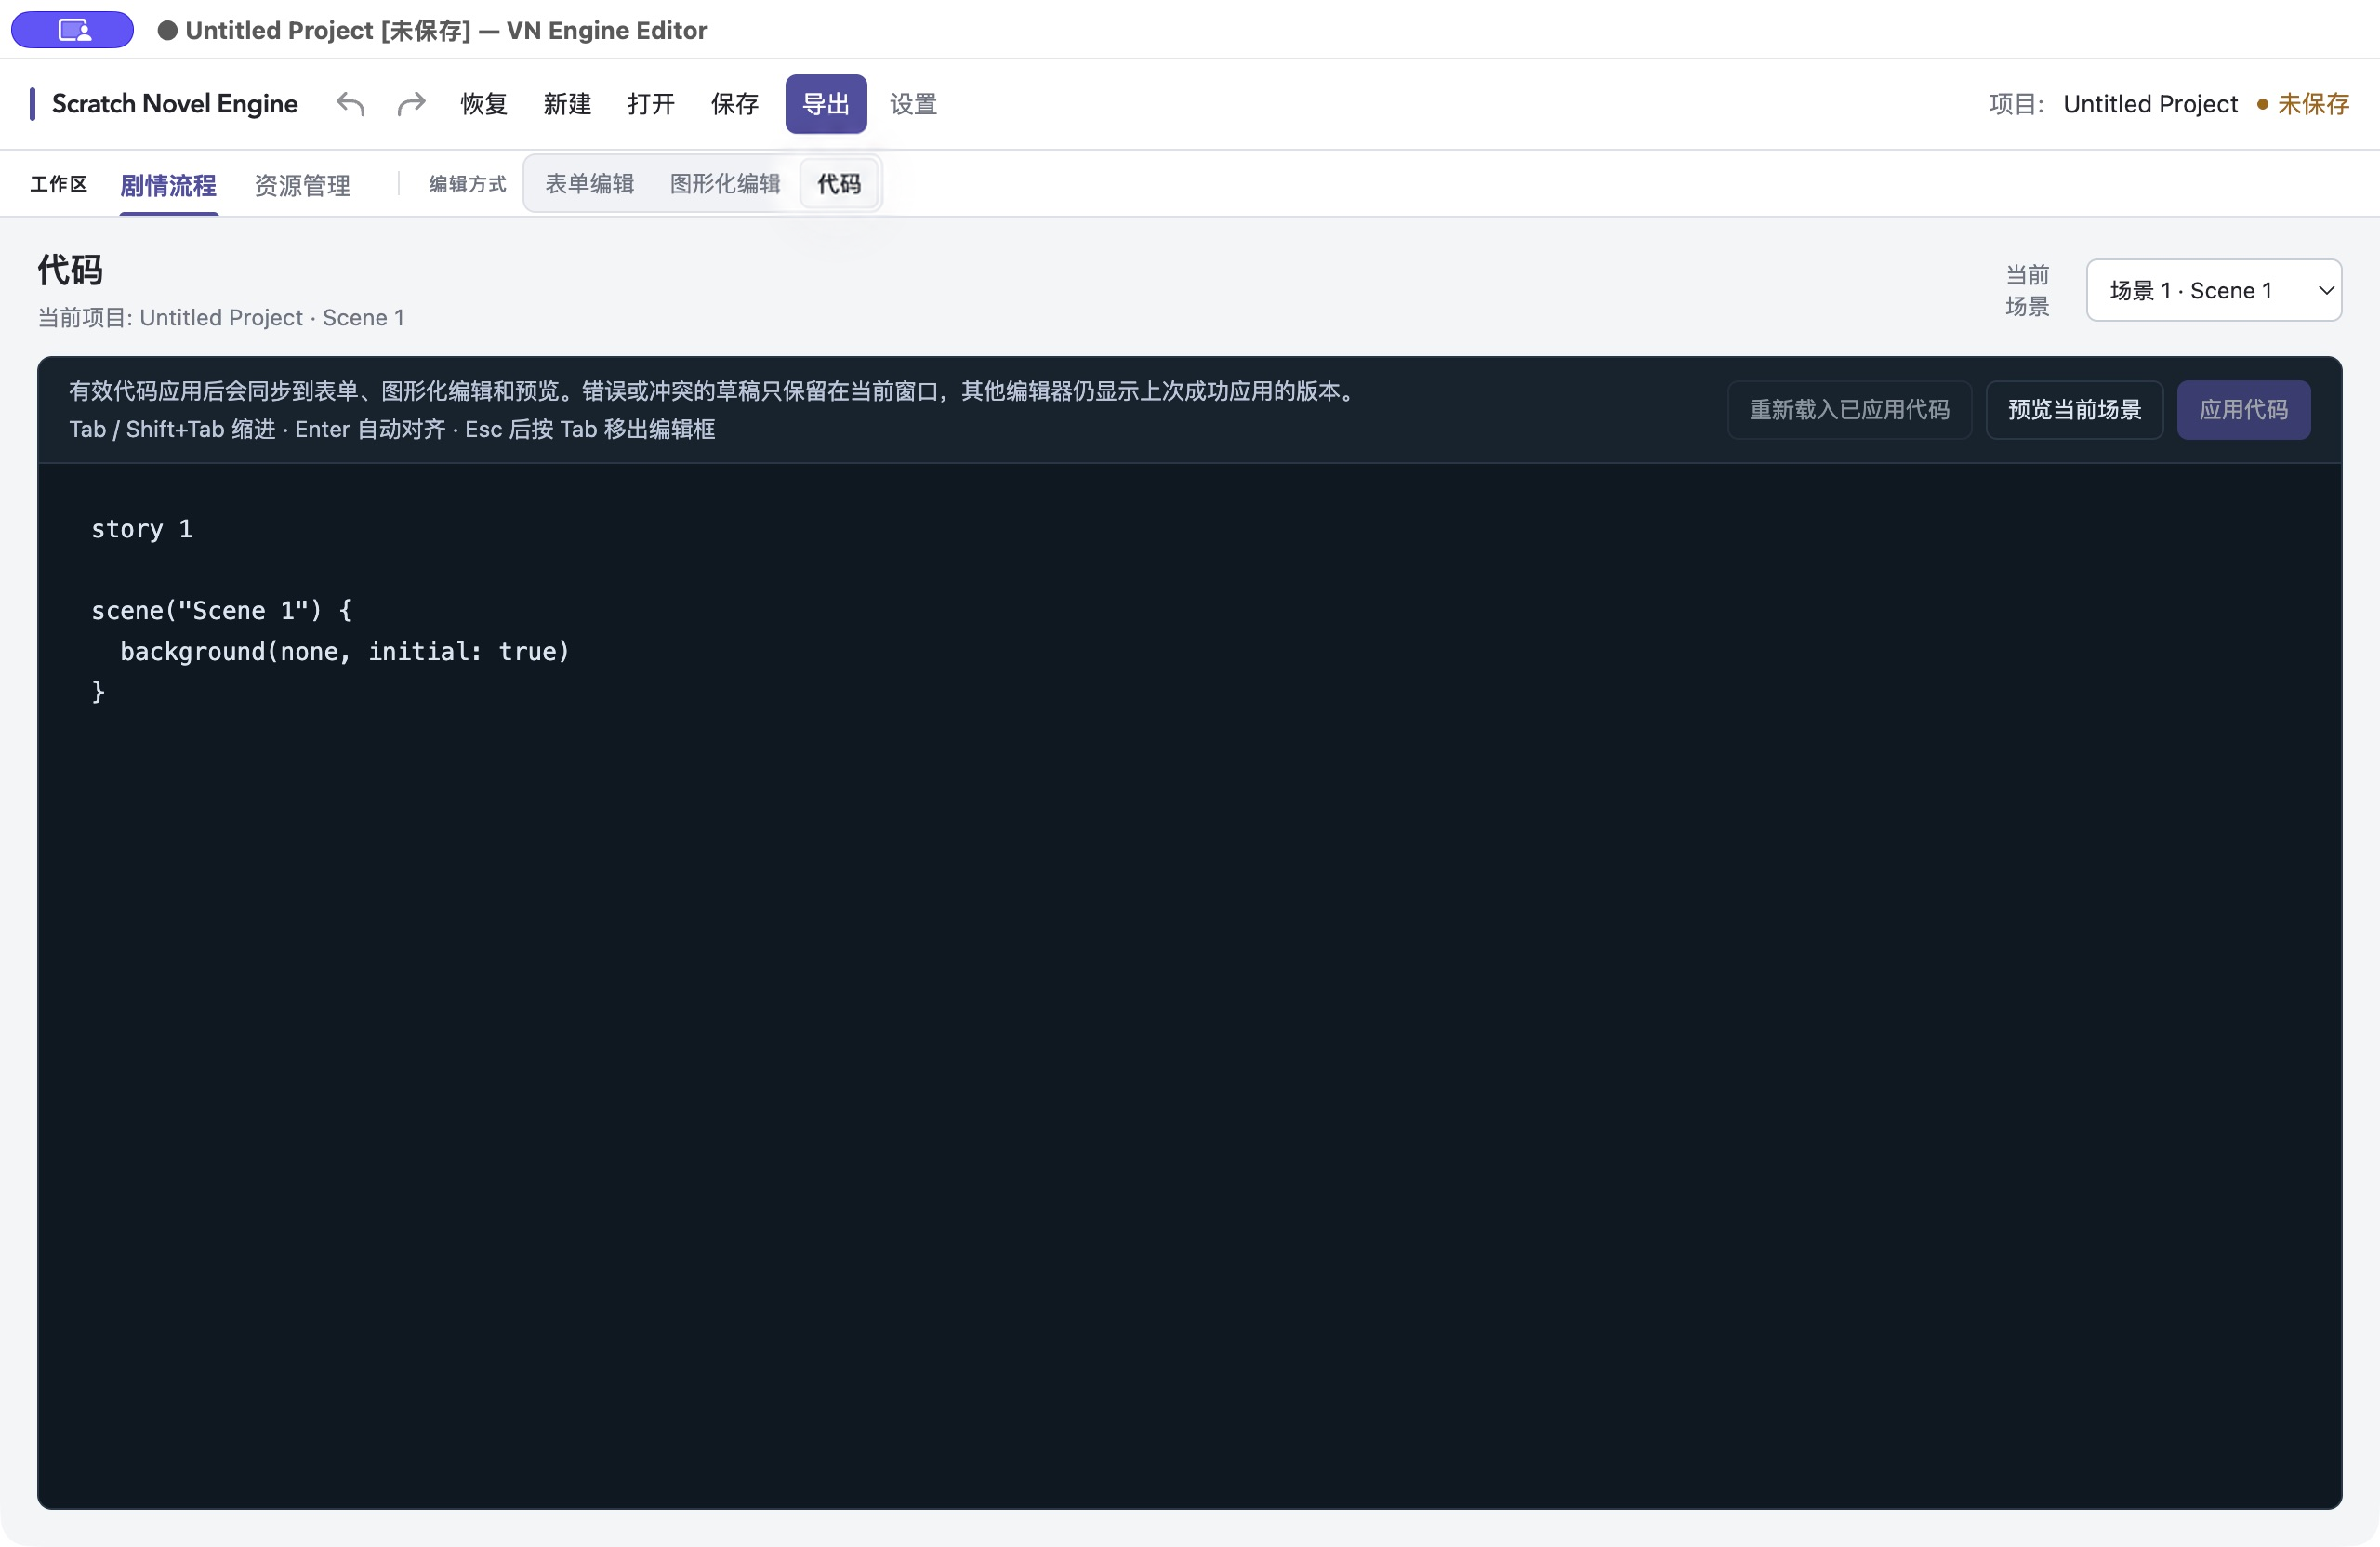 Untitled Project [未保存] — VN Engine Editor
Scratch Novel Engine 恢复 新建 打开 保存 导出 设置 项目: Untitled Project 未保存
工作区 剧情流程 资源管理 编辑方式 表单编辑 图形化编辑 代码
代码
当前项目: Untitled Project · Scene 1
当前
场景
场景 1 · Scene 1
有效代码应用后会同步到表单、图形化编辑和预览。错误或冲突的草稿只保留在当前窗口，其他编辑器仍显示上次成功应用的版本。
Tab / Shift+Tab 缩进 · Enter 自动对齐 · Esc 后按 Tab 移出编辑框
重新载入已应用代码 预览当前场景 应用代码
story 1
scene("Scene 1") {
  background(none, initial: true)
}